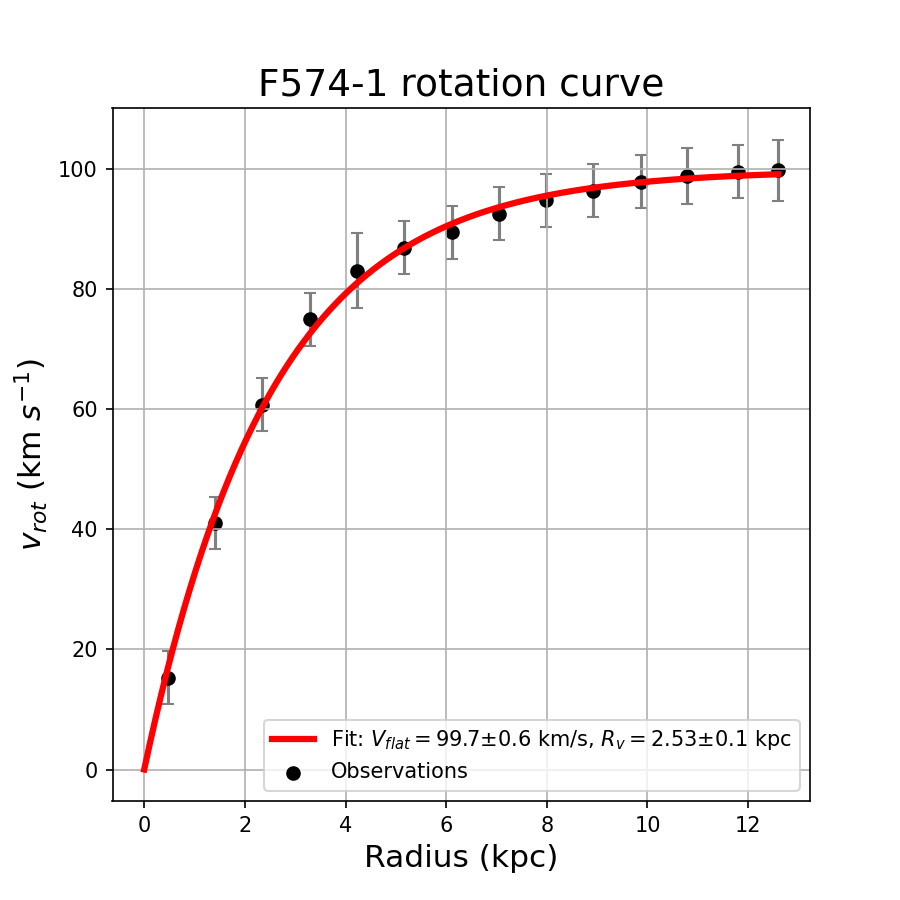 F574-1 rotation curve
100
80
60
40
20
0
v_rot (km s^−1)
Fit: V_flat = 99.7±0.6 km/s, R_v = 2.53±0.1 kpc
Observations
0 2 4 6 8 10 12
Radius (kpc)